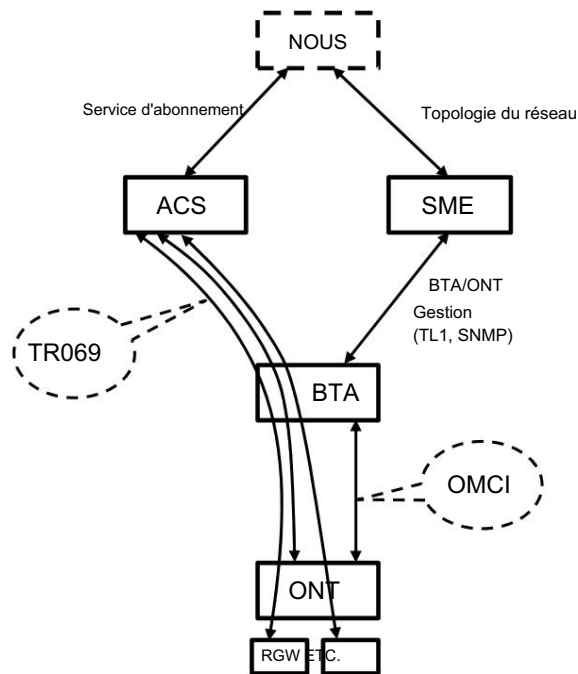 NOUS
Service d'abonnement
Topologie du réseau
ACS
SME
BTA/ONT
Gestion
(TL1, SNMP)
TR069
BTA
OMCI
ONT
RGW ETC.